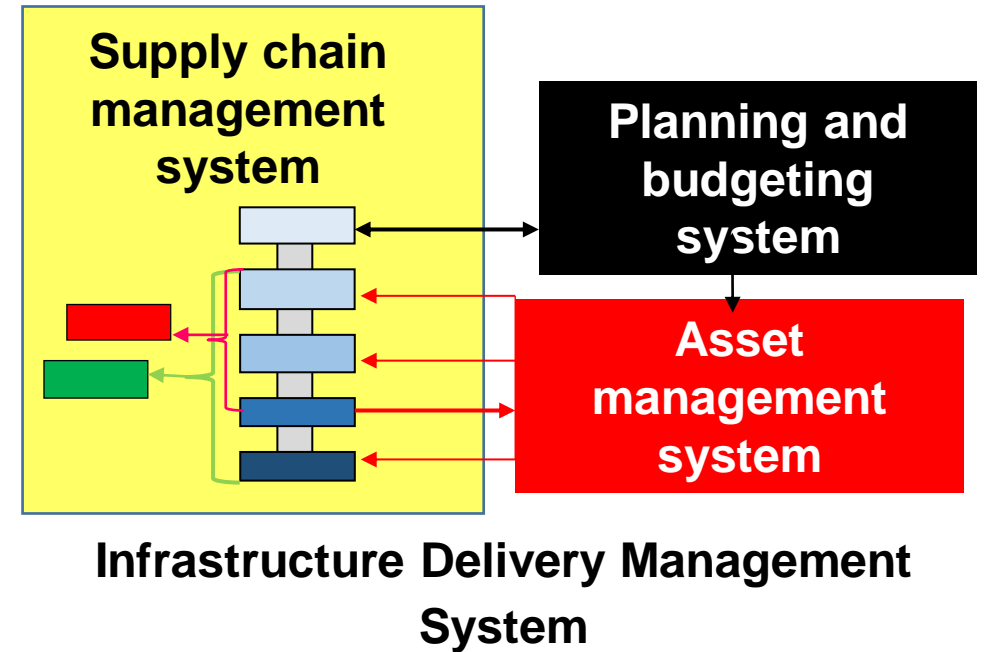 Supply chain
management
system
Planning and
budgeting
system
Asset
management
system
Infrastructure Delivery Management
System